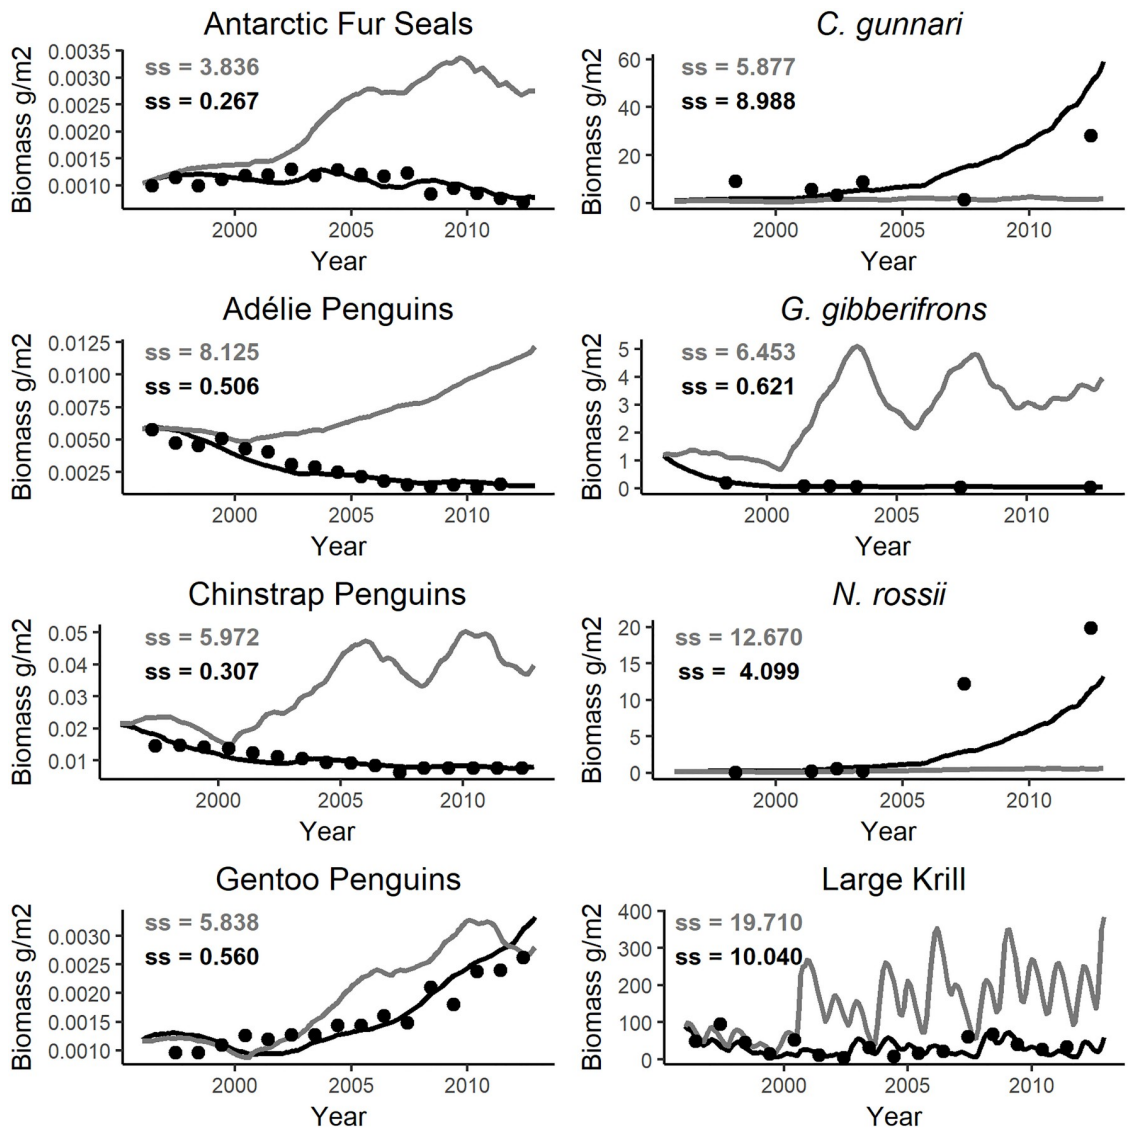 Antarctic Fur Seals
ss = 3.836
ss = 0.267
Biomass g/m2
0.0035
0.0030
0.0025
0.0020
0.0015
0.0010
2000 2005 2010
Year
C. gunnari
ss = 5.877
ss = 8.988
Biomass g/m2
60
40
20
0
2000 2005 2010
Year
Adélie Penguins
ss = 8.125
ss = 0.506
Biomass g/m2
0.0125
0.0100
0.0075
0.0050
0.0025
2000 2005 2010
Year
G. gibberifrons
ss = 6.453
ss = 0.621
Biomass g/m2
5
4
3
2
1
0
2000 2005 2010
Year
Chinstrap Penguins
ss = 5.972
ss = 0.307
Biomass g/m2
0.05
0.04
0.03
0.02
0.01
2000 2005 2010
Year
N. rossii
ss = 12.670
ss = 4.099
Biomass g/m2
20
15
10
5
0
2000 2005 2010
Year
Gentoo Penguins
ss = 5.838
ss = 0.560
Biomass g/m2
0.0030
0.0025
0.0020
0.0015
0.0010
2000 2005 2010
Year
Large Krill
ss = 19.710
ss = 10.040
Biomass g/m2
400
300
200
100
0
2000 2005 2010
Year